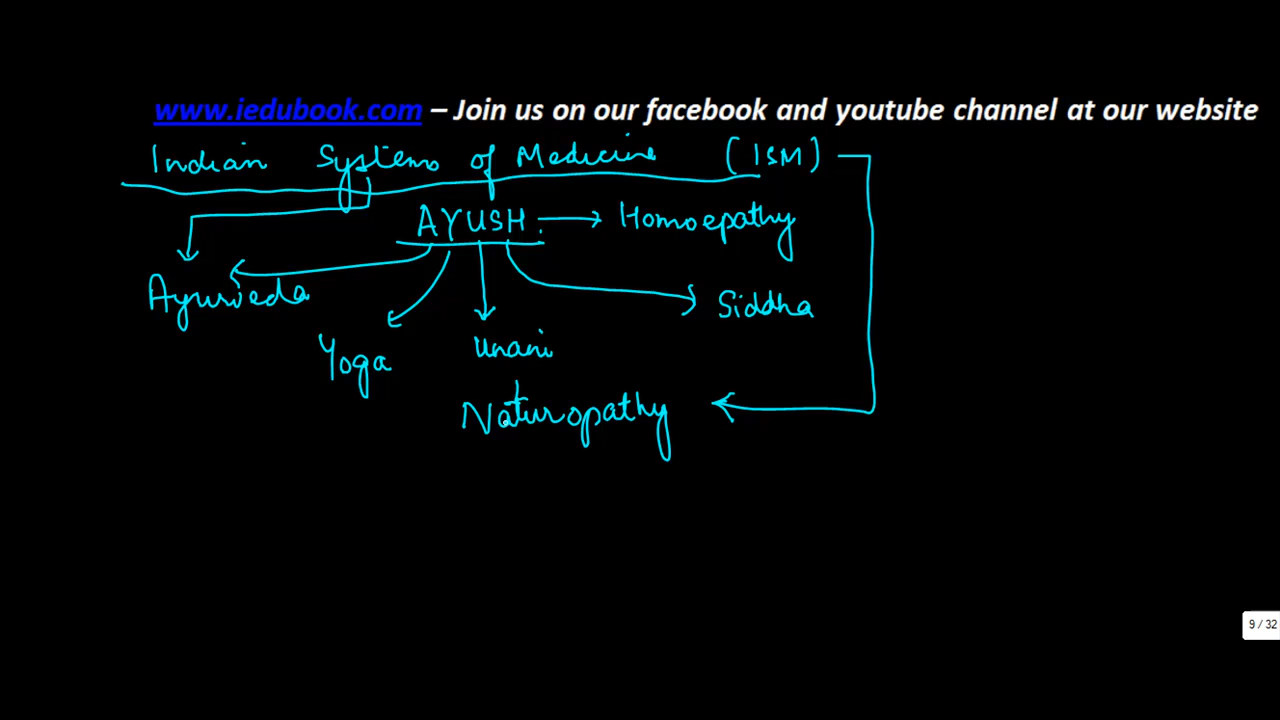 www.iedubook.com – Join us on our facebook and youtube channel at our website
Indian Systems of Medicine (ISM)
AYUSH. Homoepathy
Ayurveda
Siddha
Yoga
Unani
Naturopathy
9 / 32